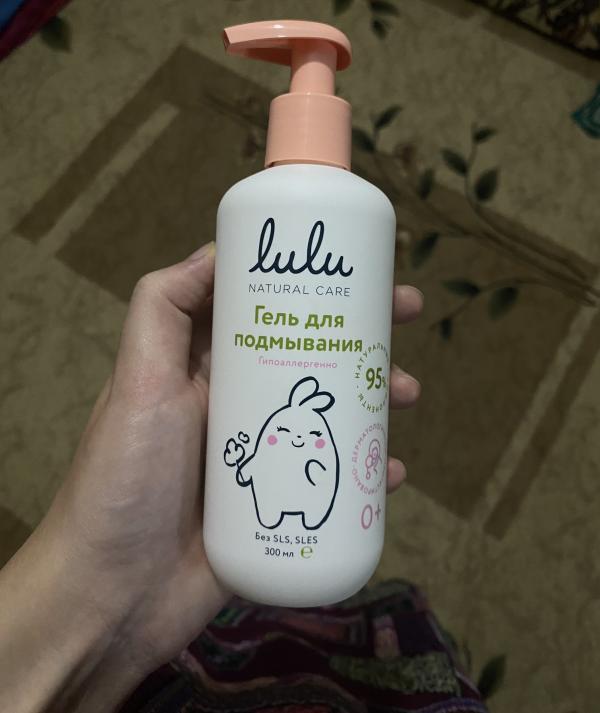 lulu
NATURAL CARE
Гель для
подмывания
Гипоаллергенно
95%
0+
Без SLS, SLES
300 мл e